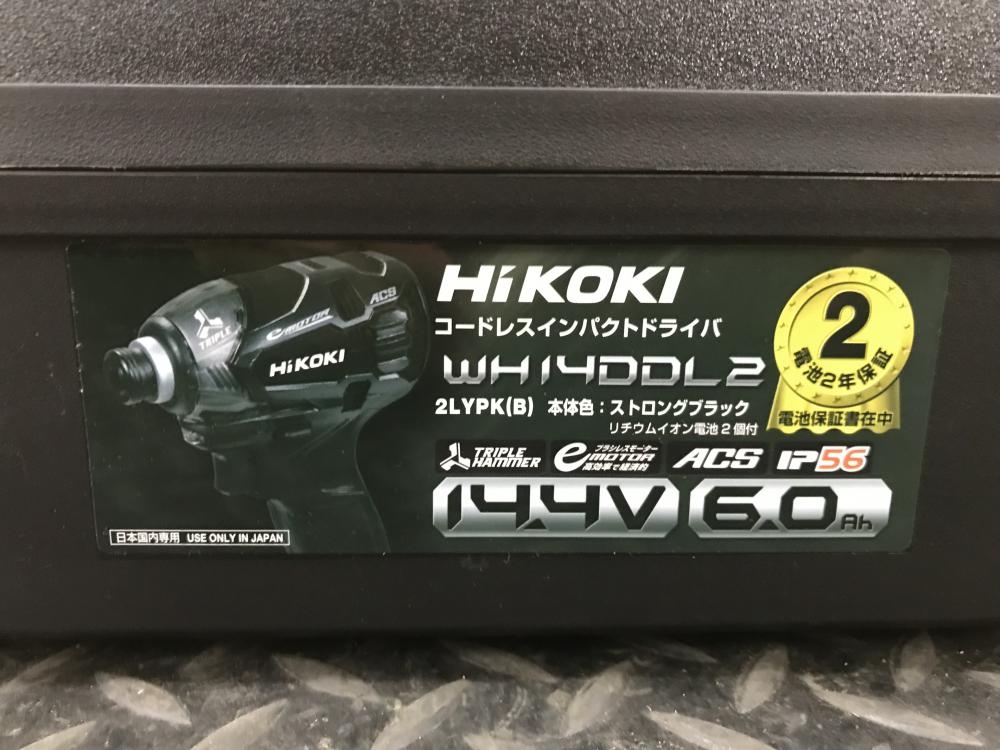 HiKOKI
コードレスインパクトドライバ
WH14DDL2
2LYPK(B) 本体色：ストロングブラック
リチウムイオン電池2個付
TRIPLE HAMMER
ブラシレスモーター
eMOTOR
高効率で経済的
ACS IP56
14.4V 6.0Ah
2
電池2年保証
電池保証書在中
TRIPLE
eMOTOR
ACS
HiKOKI
日本国内専用 USE ONLY IN JAPAN